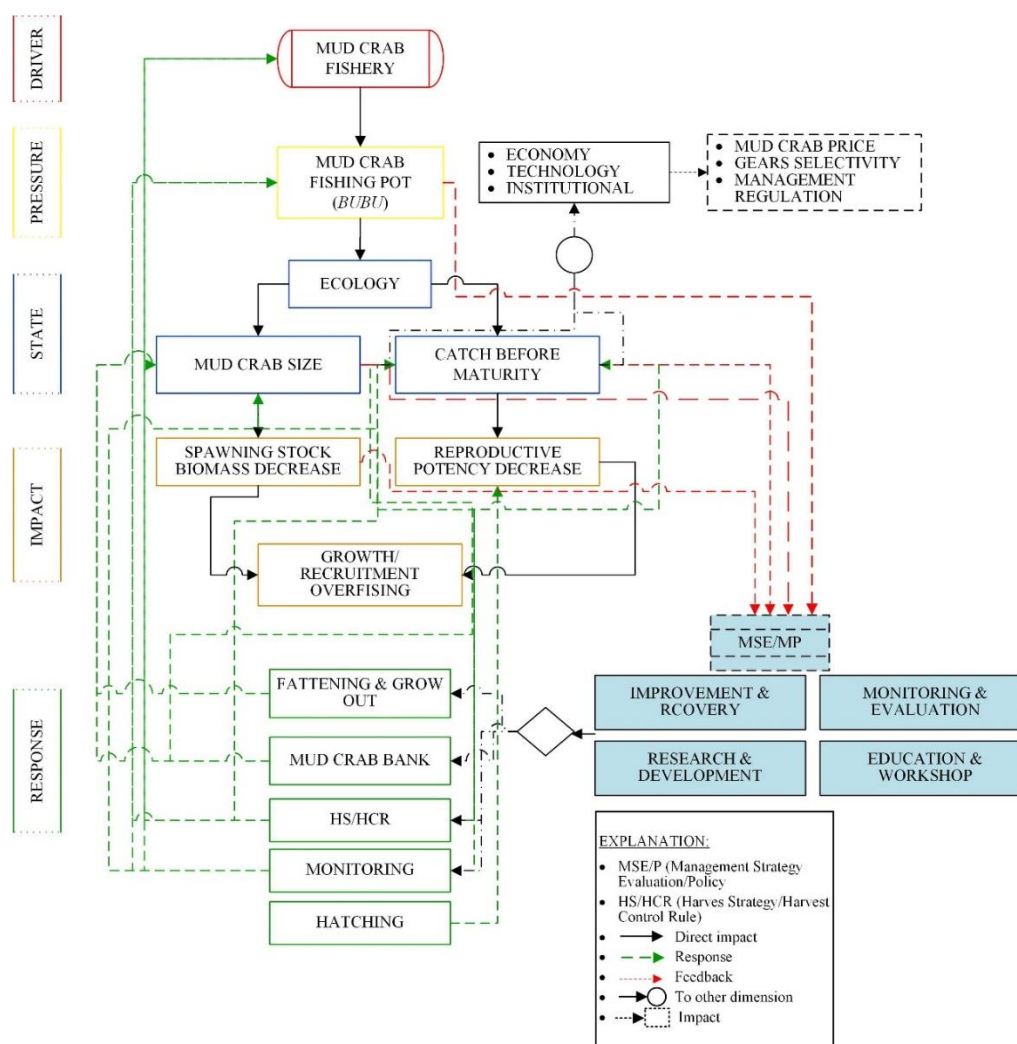 DRIVER
MUD CRAB
FISHERY
PRESSURE
MUD CRAB
FISHING POT
(BUBU)
• ECONOMY
• TECHNOLOGY
• INSTITUTIONAL
• MUD CRAB PRICE
• GEARS SELECTIVITY
• MANAGEMENT
REGULATION
STATE
ECOLOGY
MUD CRAB SIZE
CATCH BEFORE
MATURITY
IMPACT
SPAWNING STOCK
BIOMASS DECREASE
REPRODUCTIVE
POTENCY DECREASE
GROWTH/
RECRUITMENT
OVERFISING
MSE/MP
RESPONSE
FATTENING & GROW
OUT
MUD CRAB BANK
HS/HCR
MONITORING
HATCHING
IMPROVEMENT &
RCOVERY
MONITORING &
EVALUATION
RESEARCH &
DEVELOPMENT
EDUCATION &
WORKSHOP
EXPLANATION:
• MSE/P (Management Strategy
Evaluation/Policy
• HS/HCR (Harves Strategy/Harvest
Control Rule)
• Direct impact
• Response
• Feedback
• To other dimension
• Impact